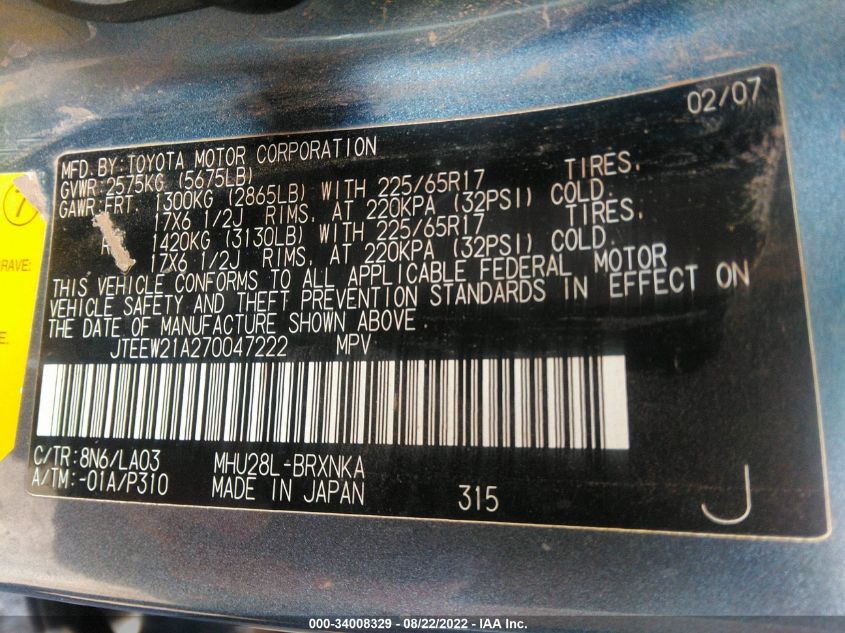 02/07
MFD.BY:TOYOTA MOTOR CORPORATION
GVWR:2575KG (5675LB)
GAWR:FRT. 1300KG (2865LB) WITH 225/65R17 TIRES,
17X6 1/2J RIMS, AT 220KPA (32PSI) COLD.
1420KG (3130LB) WITH 225/65R17 TIRES,
17X6 1/2J RIMS, AT 220KPA (32PSI) COLD.
THIS VEHICLE CONFORMS TO ALL APPLICABLE FEDERAL MOTOR
VEHICLE SAFETY AND THEFT PREVENTION STANDARDS IN EFFECT ON
THE DATE OF MANUFACTURE SHOWN ABOVE.
JTEEW21A270047222 MPV
C/TR:8N6/LA03 MHU28L-BRXNKA
A/TM:-01A/P310 MADE IN JAPAN 315 J
7
000-34008329 - 08/22/2022 - IAA Inc.